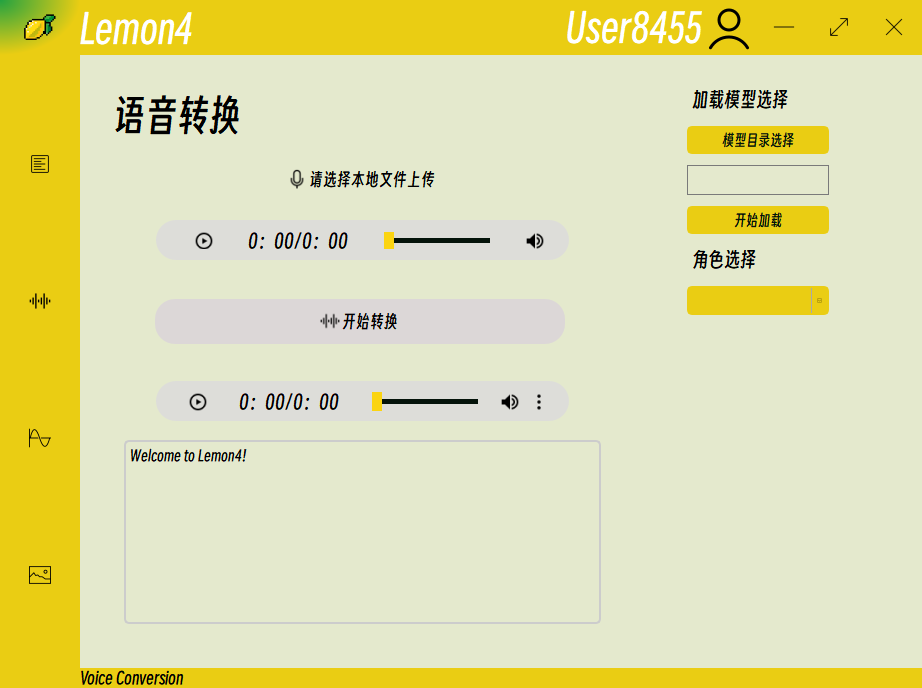 Lemon4
User8455
语音转换
请选择本地文件上传
0: 00/0: 00
开始转换
0: 00/0: 00
Welcome to Lemon4!
加载模型选择
模型目录选择
开始加载
角色选择
Voice Conversion